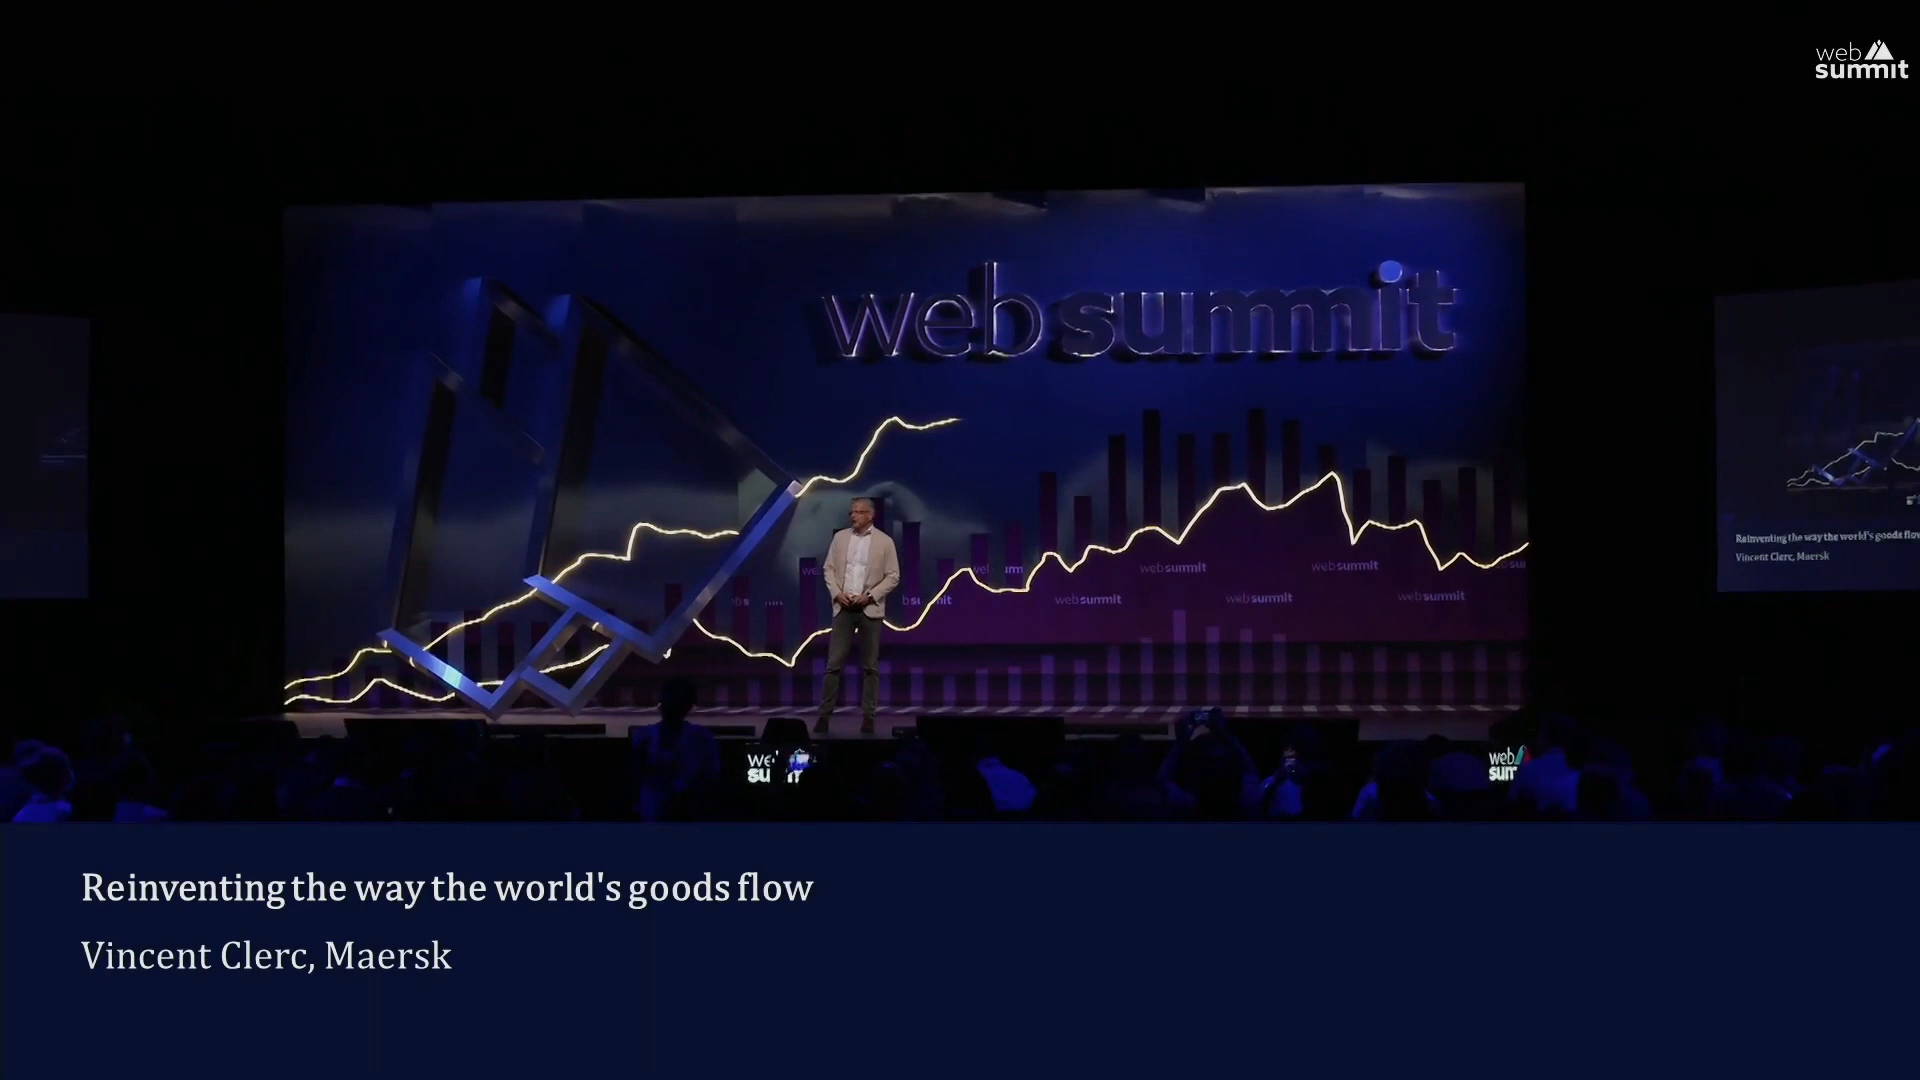 web
summit
websummit
websummit
websummit
websummit
websummit
websummit
Reinventing the way the world's goods flow
Vincent Clerc, Maersk
web
Reinventing the way the world's goods flow
Vincent Clerc, Maersk